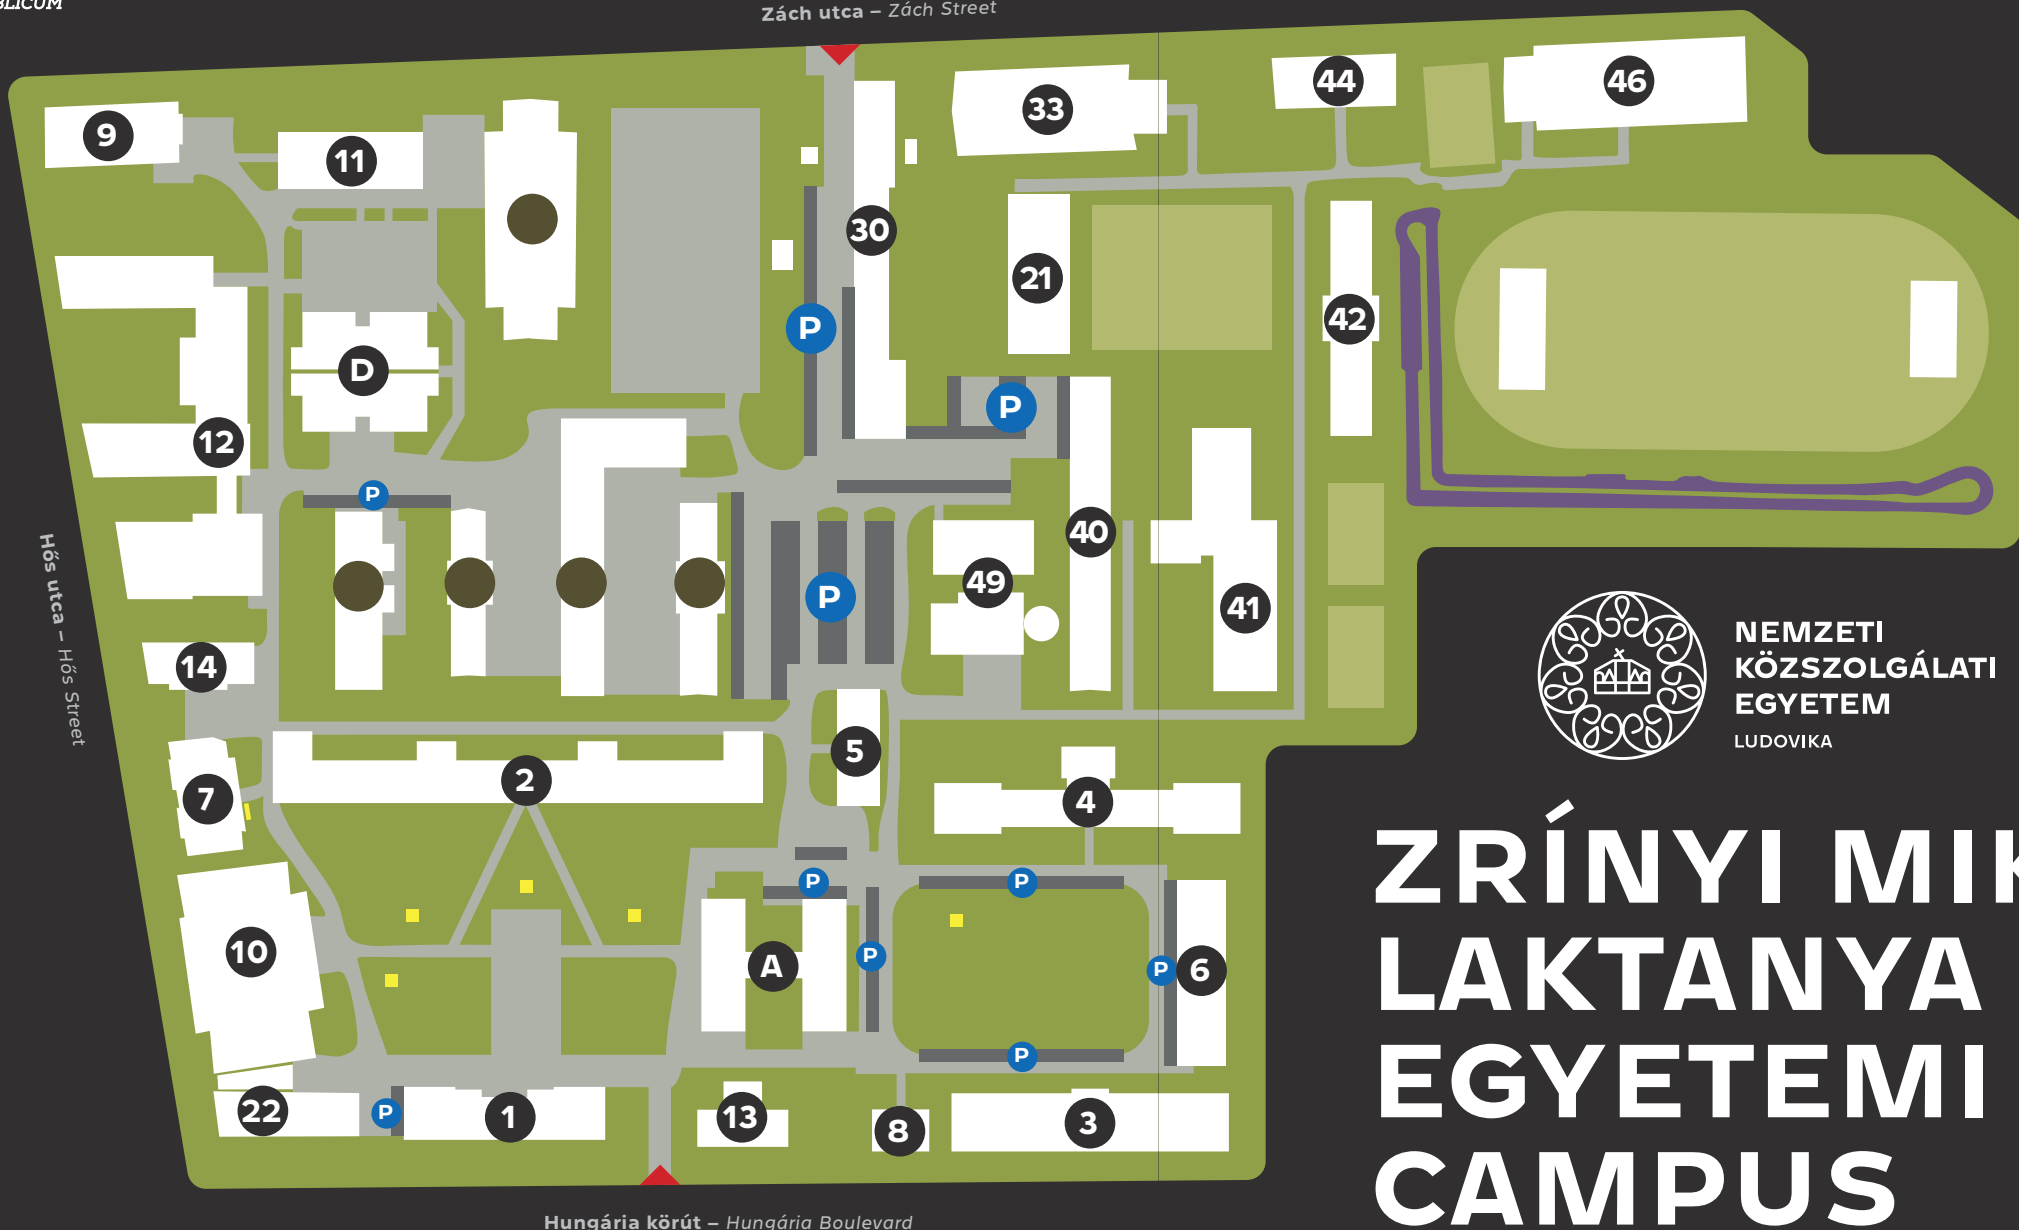 BLICUM
Zách utca – Zách Street
9
11
33
44
46
30
21
42
P
D
P
12
P
40
49
41
P
14
5
2
7
4
P
P
10
A
P
P
6
P
22
P
1
13
8
3
Hős utca – Hős Street
Hungária körút – Hungária Boulevard
NEMZETI
KÖZSZOLGÁLATI
EGYETEM
LUDOVIKA
ZRÍNYI MIK
LAKTANYA
EGYETEMI
CAMPUS